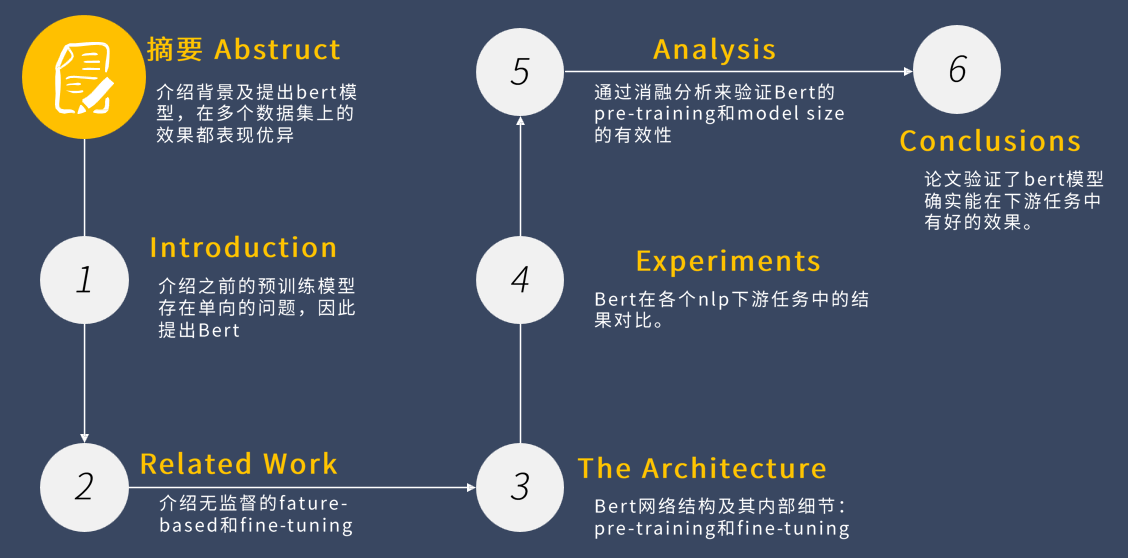 摘要 Abstract
介绍背景及提出bert模
型，在多个数据集上的
效果都表现优异
1
Introduction
介绍之前的预训练模型
存在单向的问题，因此
提出Bert
2
Related Work
介绍无监督的fature-
based和fine-tuning
3
The Architecture
Bert网络结构及其内部细节：
pre-training和fine-tuning
4
Experiments
Bert在各个nlp下游任务中的结
果对比。
5
Analysis
通过消融分析来验证Bert的
pre-training和model size
的有效性
6
Conclusions
论文验证了bert模型
确实能在下游任务中
有好的效果。